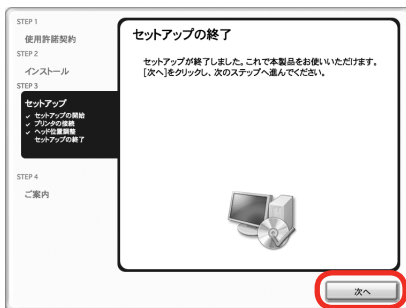 STEP 1
使用許諾契約
STEP 2
インストール
STEP 3
セットアップ
✓ セットアップの開始
✓ プリンタの接続
✓ ヘッド位置調整
セットアップの終了
STEP 4
ご案内
セットアップの終了
セットアップが終了しました。これで本製品をお使いいただけます。
[次へ]をクリックし、次のステップへ進んでください。
次へ